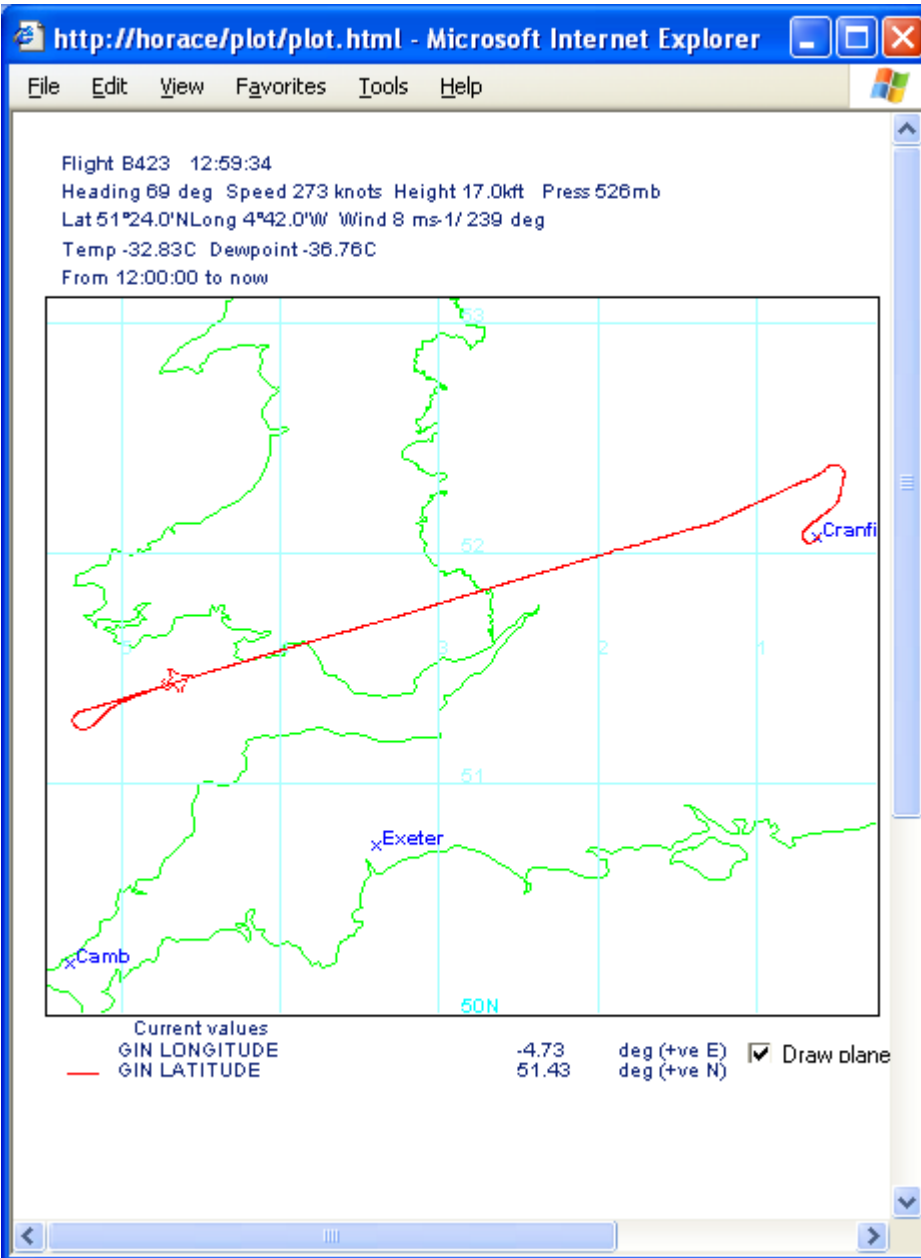 http://horace/plot/plot.html - Microsoft Internet Explorer
File Edit View Favorites Tools Help
Flight B423 12:59:34
Heading 69 deg Speed 273 knots Height 17.0kft Press 526mb
Lat 51°24.0'NLong 4°42.0'W Wind 8 ms-1/ 239 deg
Temp -32.83C Dewpoint -36.76C
From 12:00:00 to now
53
Cranfi
52
5 3 2 1
51
Exeter
Camb
50N
Current values
GIN LONGITUDE -4.73 deg (+ve E)
GIN LATITUDE 51.43 deg (+ve N)
Draw plane